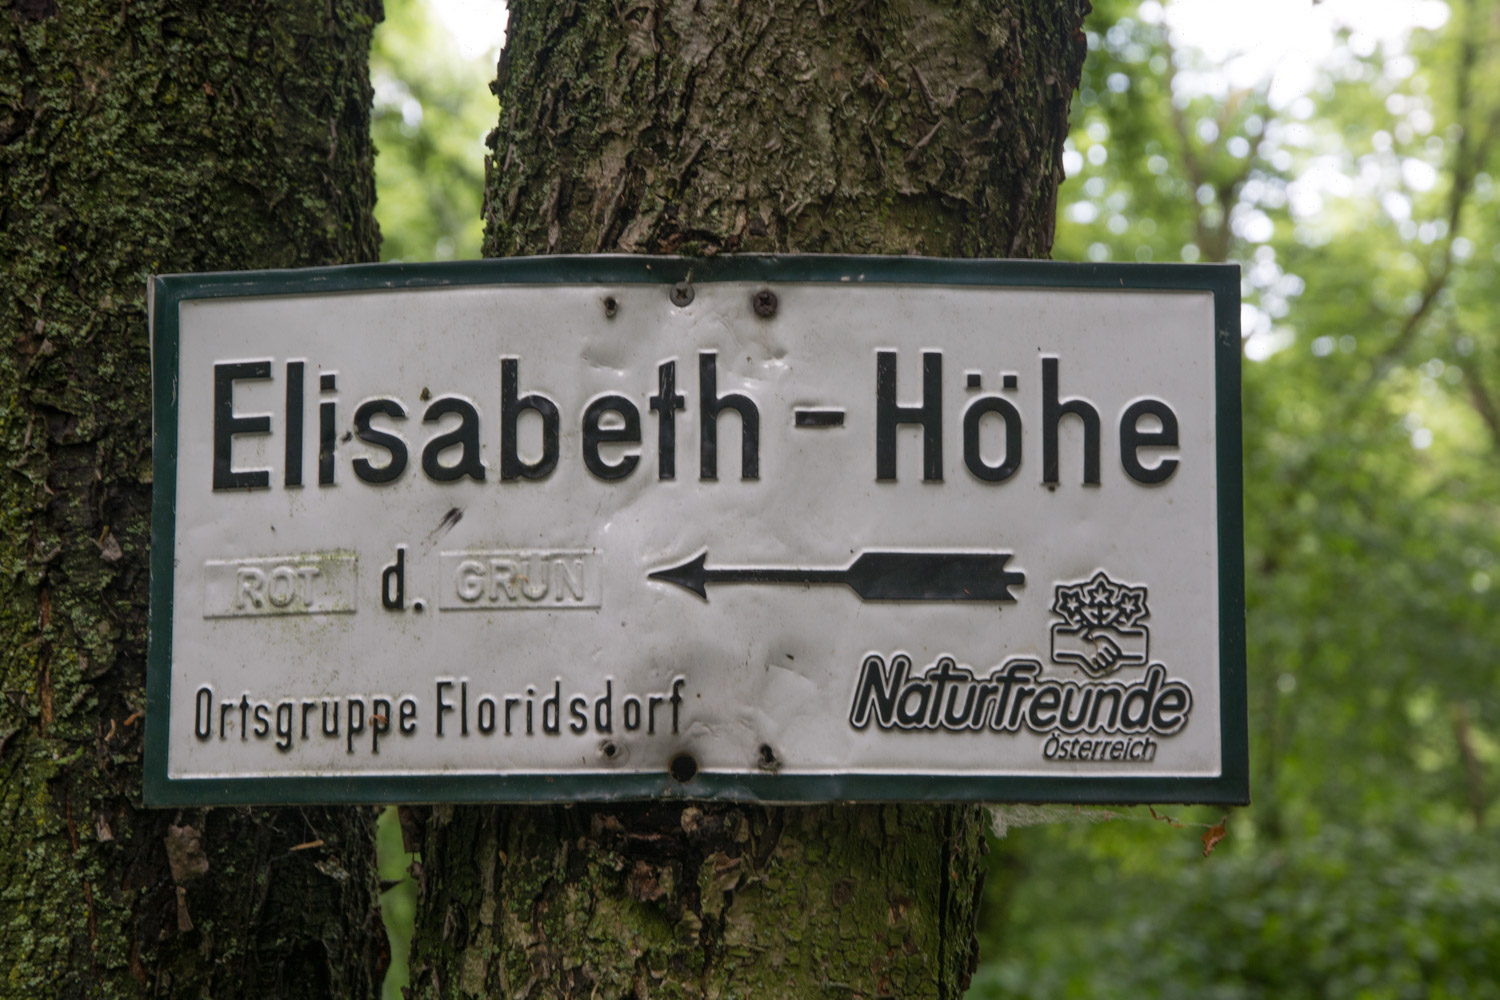 Elisabeth-Höhe
ROT d. GRÜN
Ortsgruppe Floridsdorf
Naturfreunde
Österreich